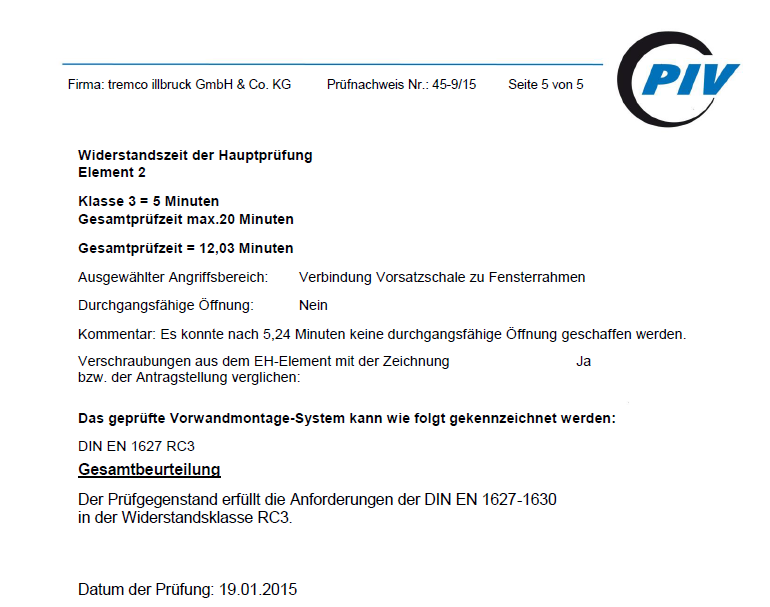 PIV
Firma: tremco illbruck GmbH & Co. KG Prüfnachweis Nr.: 45-9/15 Seite 5 von 5
Widerstandszeit der Hauptprüfung
Element 2
Klasse 3 = 5 Minuten
Gesamtprüfzeit max.20 Minuten
Gesamtprüfzeit = 12,03 Minuten
Ausgewählter Angriffsbereich: Verbindung Vorsatzschale zu Fensterrahmen
Durchgangsfähige Öffnung: Nein
Kommentar: Es konnte nach 5,24 Minuten keine durchgangsfähige Öffnung geschaffen werden.
Verschraubungen aus dem EH-Element mit der Zeichnung Ja
bzw. der Antragstellung verglichen:
Das geprüfte Vorwandmontage-System kann wie folgt gekennzeichnet werden:
DIN EN 1627 RC3
Gesamtbeurteilung
Der Prüfgegenstand erfüllt die Anforderungen der DIN EN 1627-1630
in der Widerstandsklasse RC3.
Datum der Prüfung: 19.01.2015